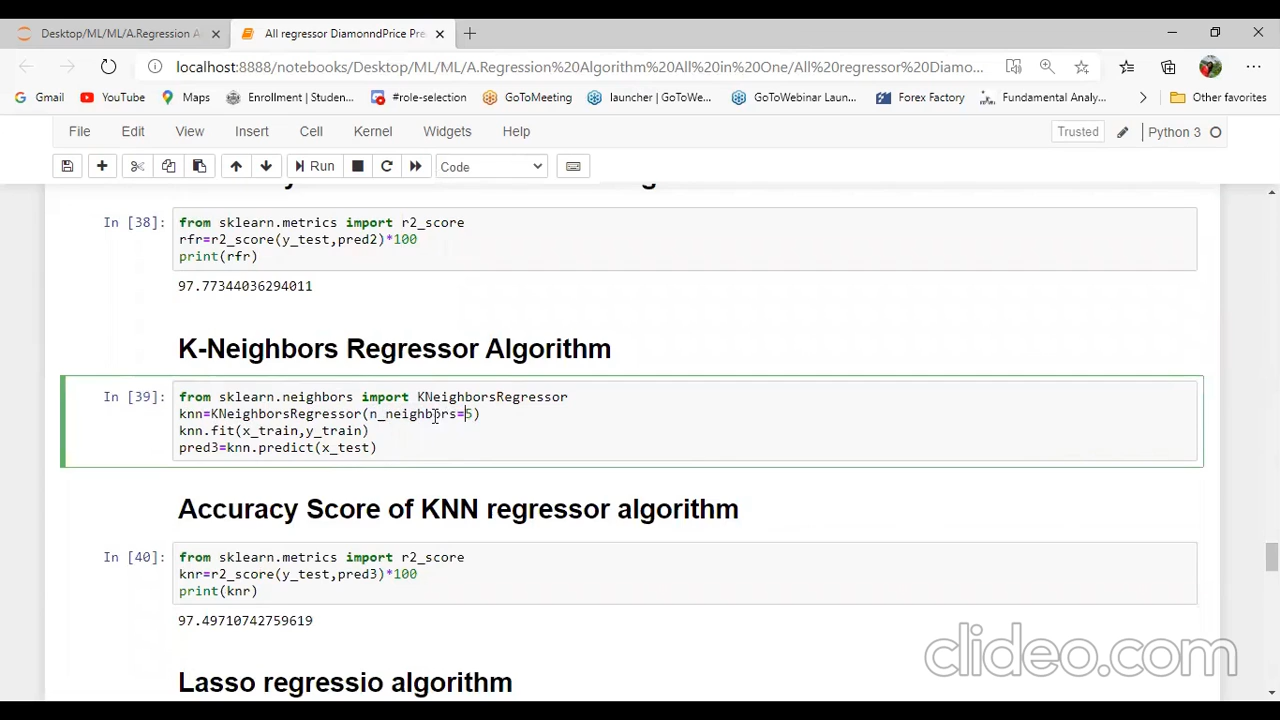 Desktop/ML/ML/A.Regression A
All regressor DiamonndPrice Pre
localhost:8888/notebooks/Desktop/ML/ML/A.Regression%20Algorithm%20All%20in%20One/All%20regressor%20Diamo...
Gmail YouTube Maps Enrollment | Studen... #role-selection GoToMeeting launcher | GoToWe... GoToWebinar Laun... Forex Factory Fundamental Analy... Other favorites
File Edit View Insert Cell Kernel Widgets Help Trusted Python 3
Run Code
In [38]: from sklearn.metrics import r2_score
rfr=r2_score(y_test,pred2)*100
print(rfr)
97.77344036294011
K-Neighbors Regressor Algorithm
In [39]: from sklearn.neighbors import KNeighborsRegressor
knn=KNeighborsRegressor(n_neighbors=5)
knn.fit(x_train,y_train)
pred3=knn.predict(x_test)
Accuracy Score of KNN regressor algorithm
In [40]: from sklearn.metrics import r2_score
knr=r2_score(y_test,pred3)*100
print(knr)
97.49710742759619
Lasso regressio algorithm
clideo.com